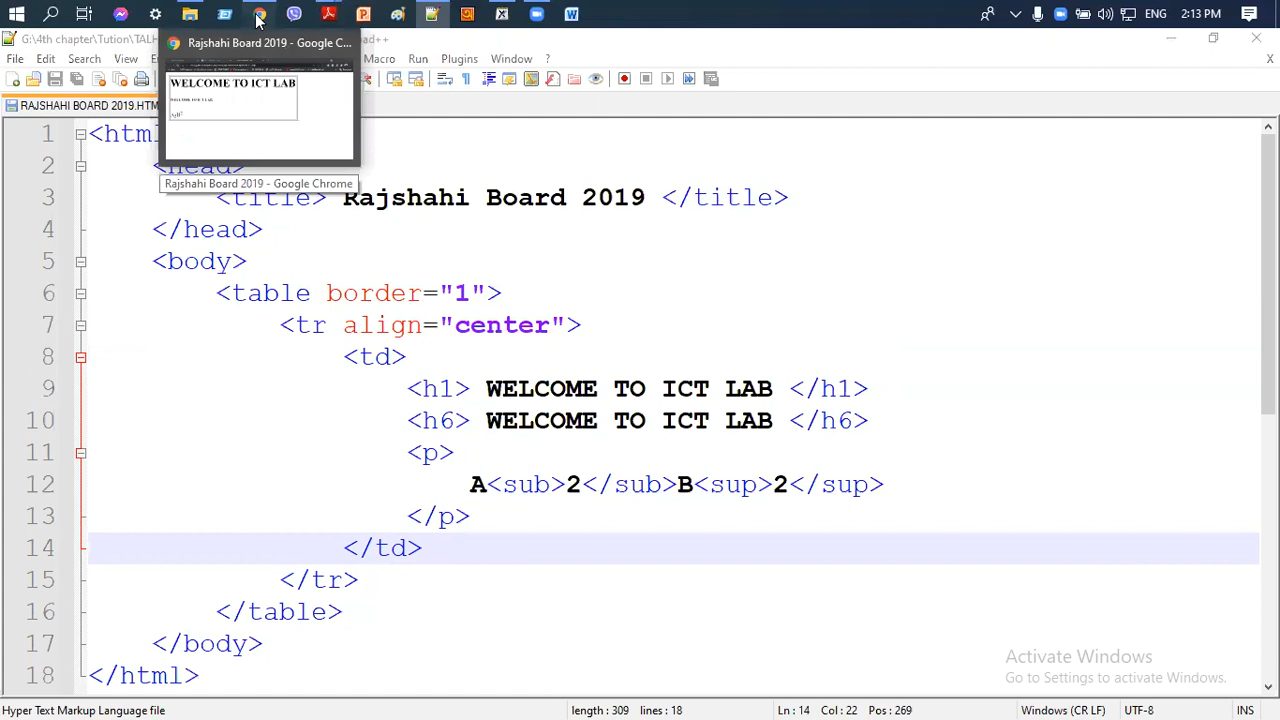 ENG 2:13 PM
G:\4th chapter\Tution\TALH
Rajshahi Board 2019 - Google C...
File Edit Search View Macro Run Plugins Window ?
WELCOME TO ICT LAB
WELCOME TO ICT LAB
RAJSHAHI BOARD 2019.HTM
1 <html
2 <head>
Rajshahi Board 2019 - Google Chrome
3 <title> Rajshahi Board 2019 </title>
4 </head>
5 <body>
6 <table border="1">
7 <tr align="center">
8 <td>
9 <h1> WELCOME TO ICT LAB </h1>
10 <h6> WELCOME TO ICT LAB </h6>
11 <p>
12 A<sub>2</sub>B<sup>2</sup>
13 </p>
14 </td>
15 </tr>
16 </table>
17 </body>
18 </html>
Activate Windows
Go to Settings to activate Windows.
Hyper Text Markup Language file length : 309 lines : 18 Ln : 14 Col : 22 Pos : 269 Windows (CR LF) UTF-8 INS